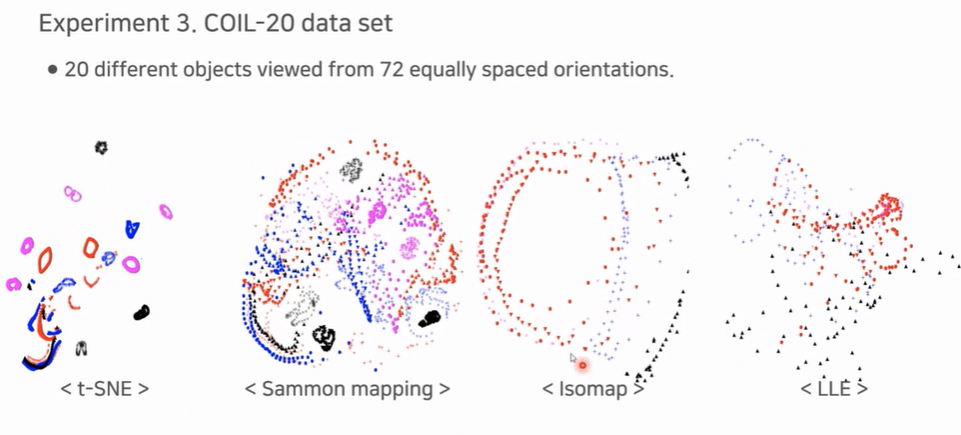 Experiment 3. COIL-20 data set
● 20 different objects viewed from 72 equally spaced orientations.
< t-SNE >
< Sammon mapping >
< Isomap >
< LLE >